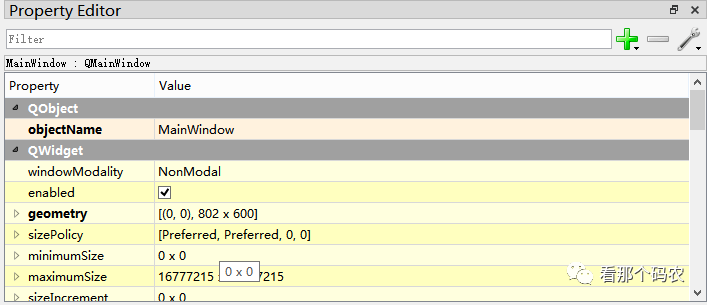 Property Editor
Filter
MainWindow : QMainWindow
Property Value
QObject
objectName MainWindow
QWidget
windowModality NonModal
enabled
geometry [(0, 0), 802 x 600]
sizePolicy [Preferred, Preferred, 0, 0]
minimumSize 0 x 0
maximumSize 16777215 7215
0 x 0
sizeIncrement 0 x 0
看那个码农